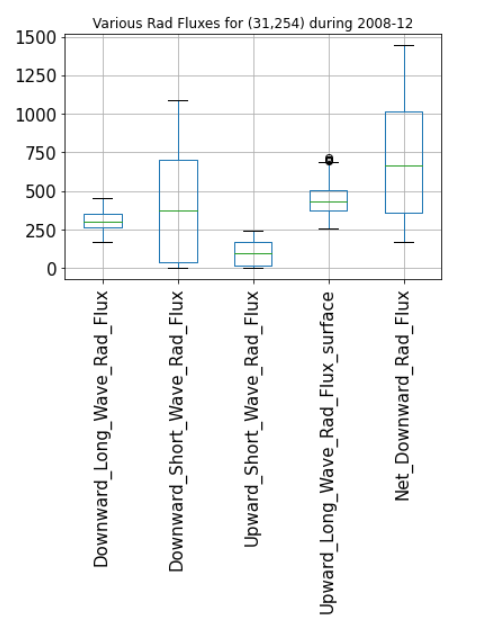 Various Rad Fluxes for (31,254) during 2008-12
1500
1250
1000
750
500
250
0
Downward_Long_Wave_Rad_Flux
Downward_Short_Wave_Rad_Flux
Upward_Short_Wave_Rad_Flux
Upward_Long_Wave_Rad_Flux_surface
Net_Downward_Rad_Flux